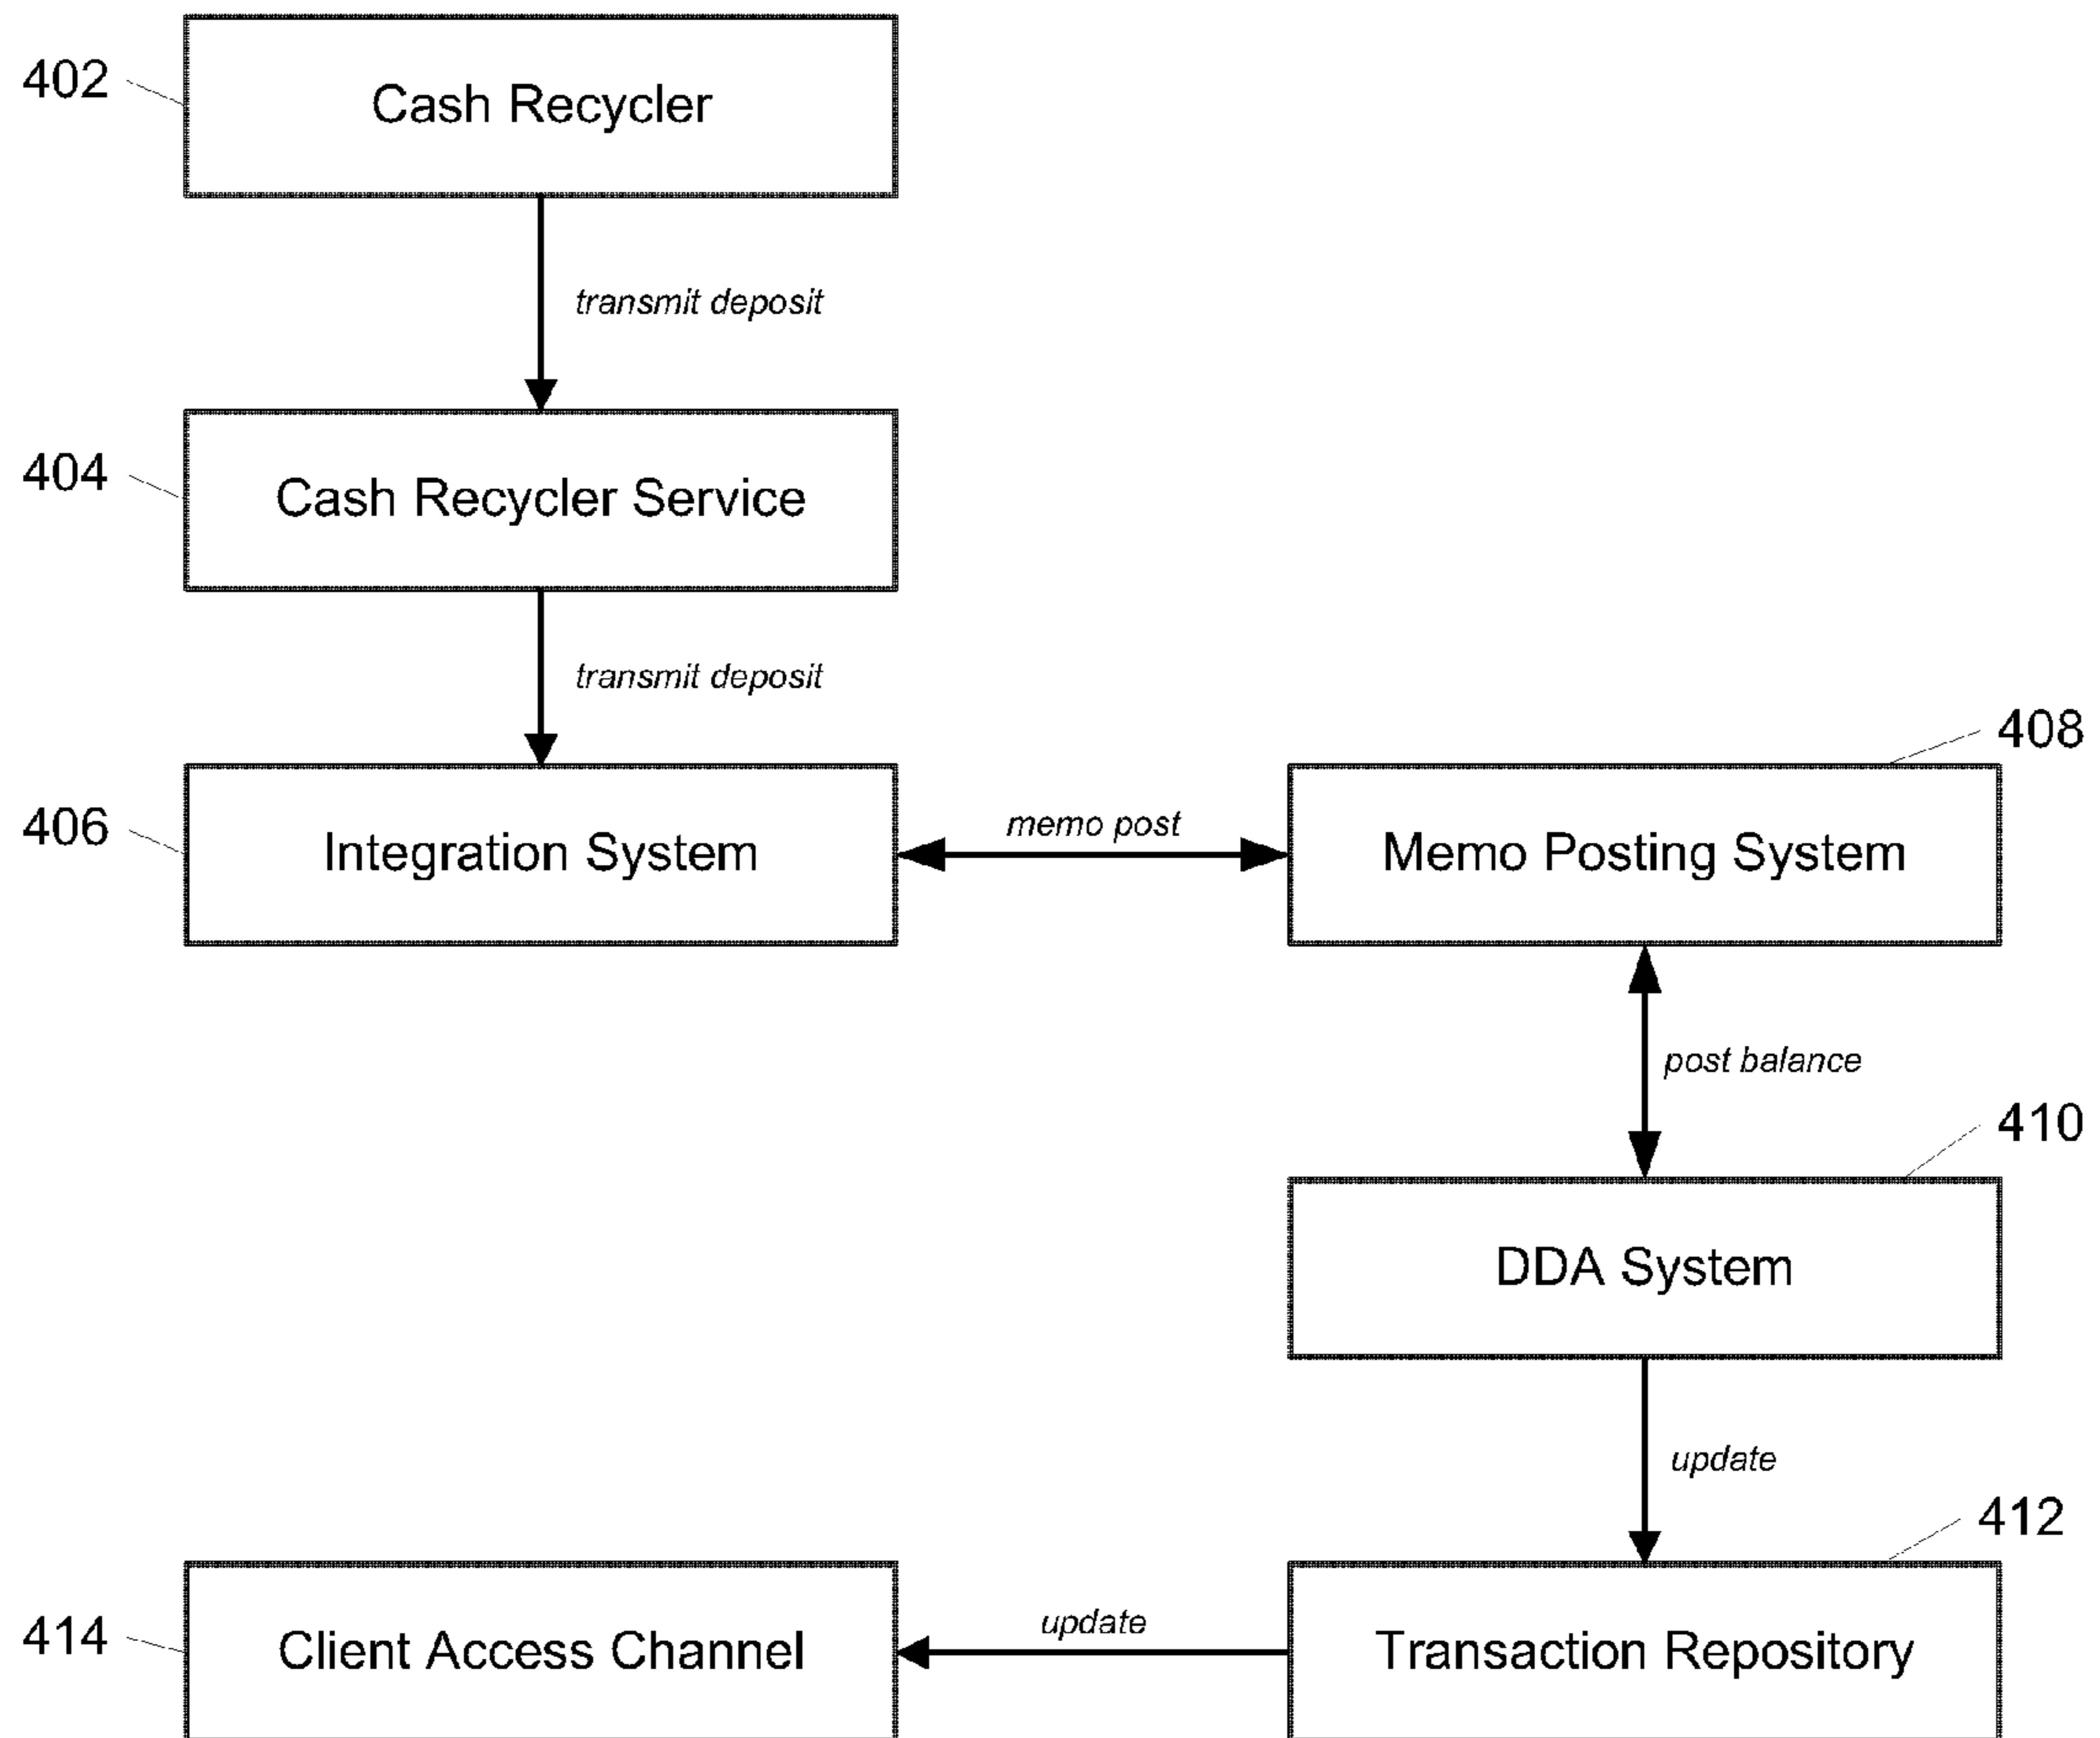 402
Cash Recycler
transmit deposit
404
Cash Recycler Service
transmit deposit
406
Integration System
memo post
408
Memo Posting System
post balance
410
DDA System
update
412
Transaction Repository
update
414
Client Access Channel